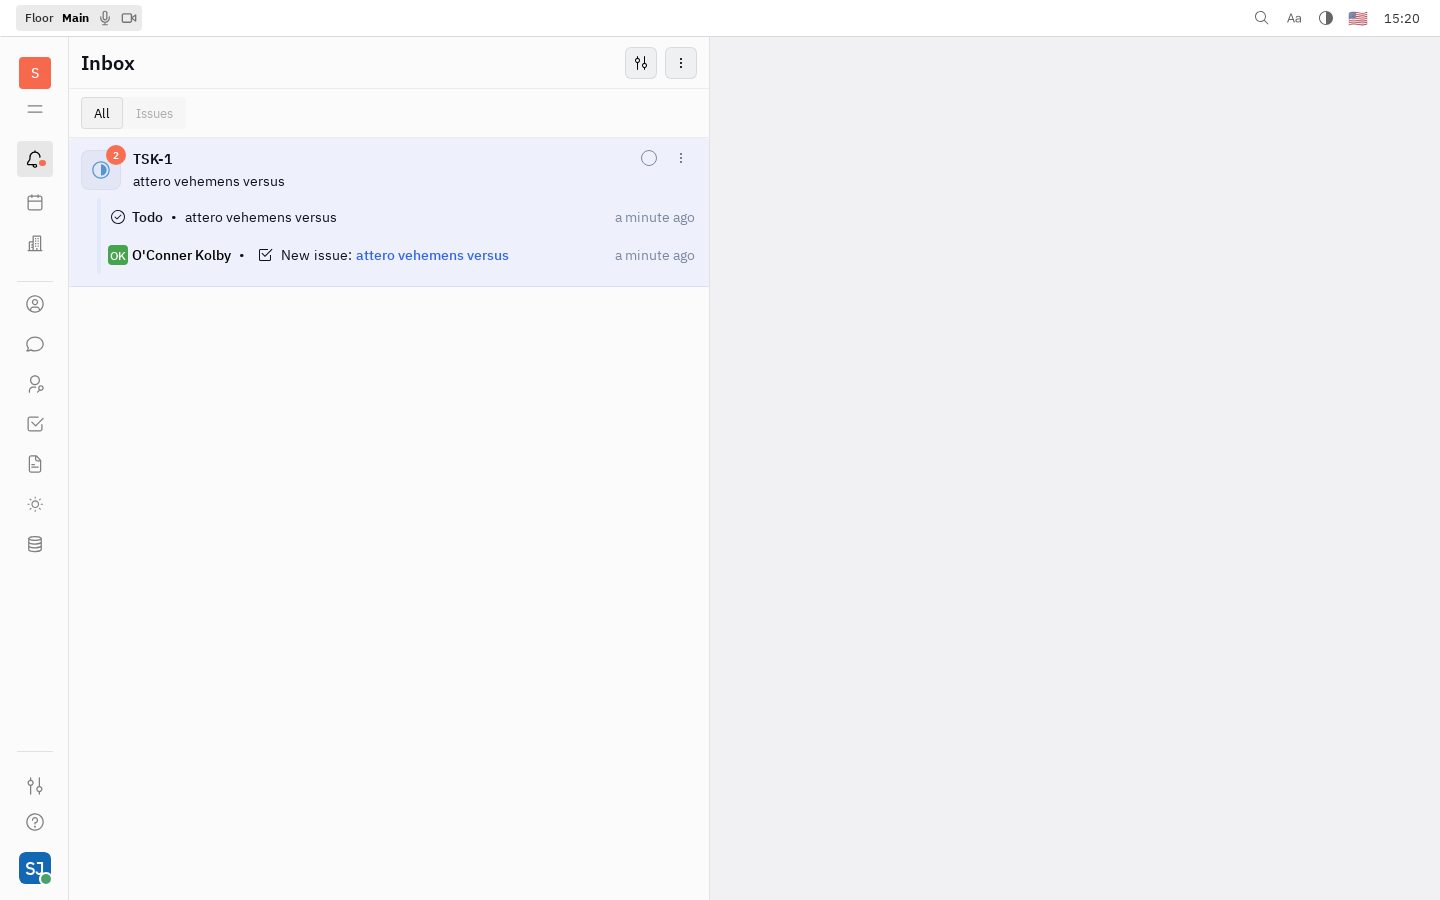 Floor Main
Aa
15:20
S
Inbox
All Issues
2
TSK-1
attero vehemens versus
Todo • attero vehemens versus a minute ago
OK O'Conner Kolby • New issue: attero vehemens versus a minute ago
SJ